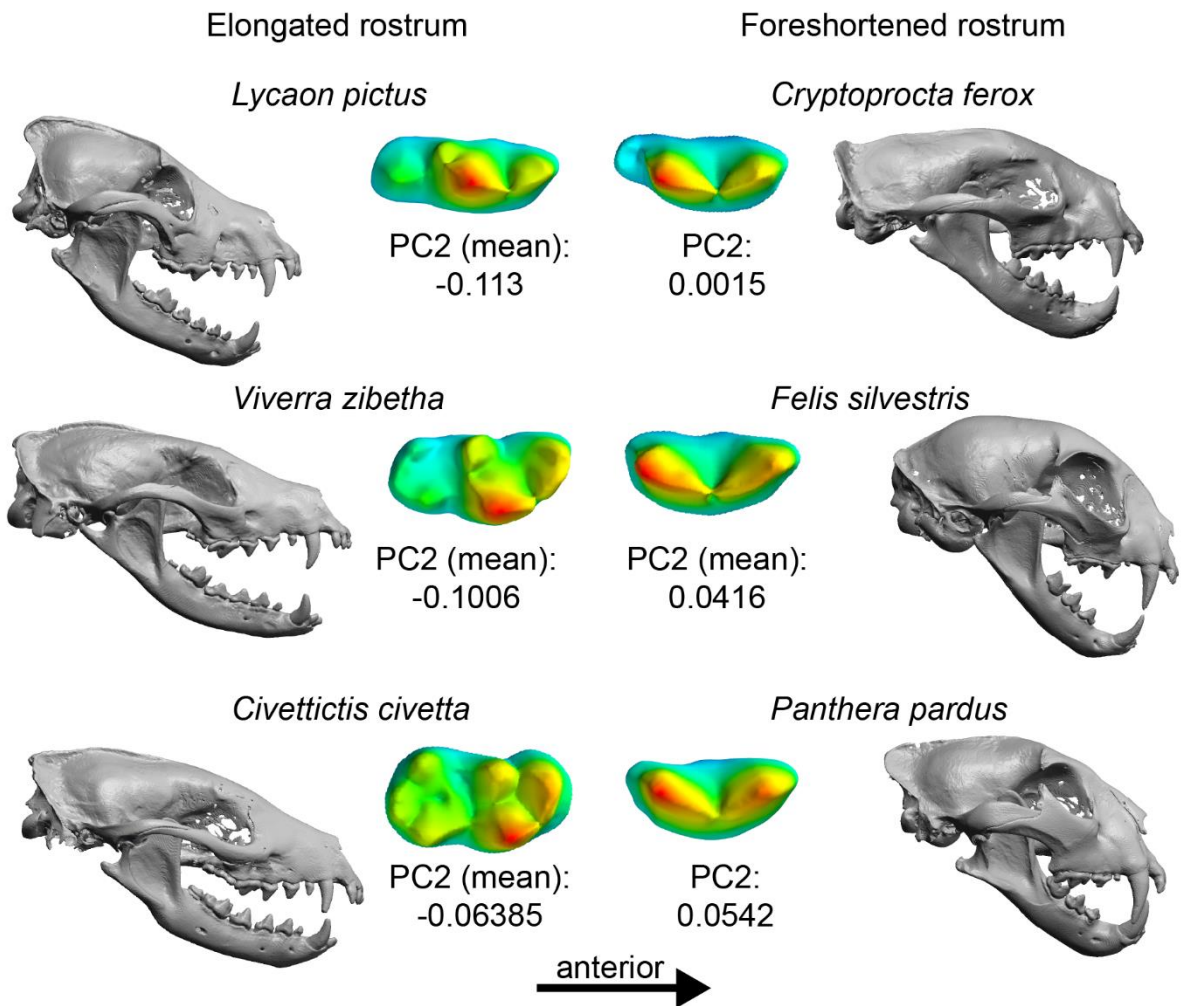 Elongated rostrum
Foreshortened rostrum
Lycaon pictus
Cryptoprocta ferox
PC2 (mean):
-0.113
PC2:
0.0015
Viverra zibetha
Felis silvestris
PC2 (mean):
-0.1006
PC2 (mean):
0.0416
Civettictis civetta
Panthera pardus
PC2 (mean):
-0.06385
PC2:
0.0542
anterior